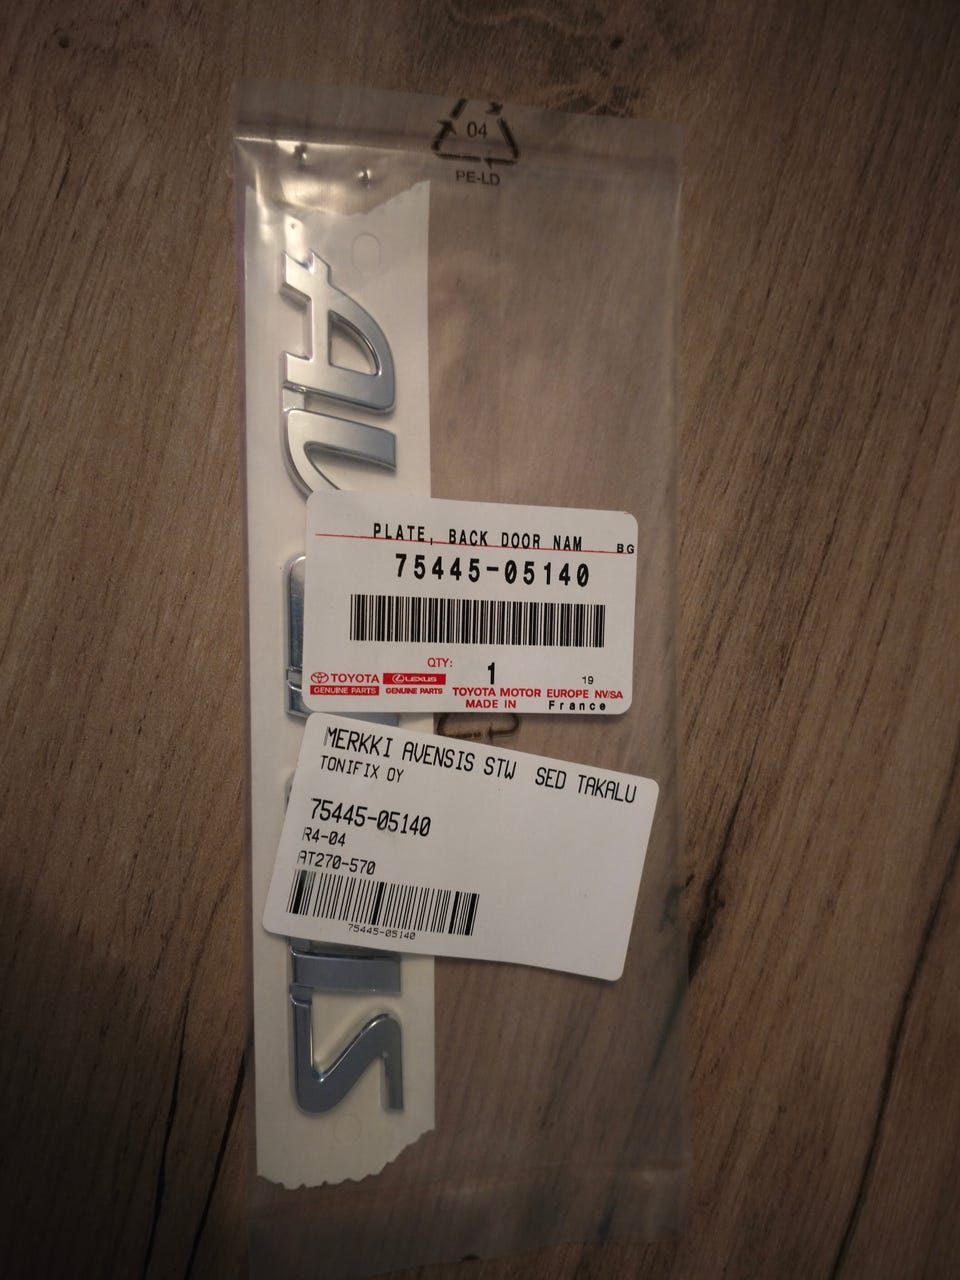 04
PE-LD
PLATE, BACK DOOR NAM BG
75445-05140
QTY: 1 19
TOYOTA LEXUS
GENUINE PARTS GENUINE PARTS TOYOTA MOTOR EUROPE NV/SA
MADE IN France
MERKKI AVENSIS STW SED TAKALU
TONIFIX OY
75445-05140
R4-04
AT270-570
75445-05140